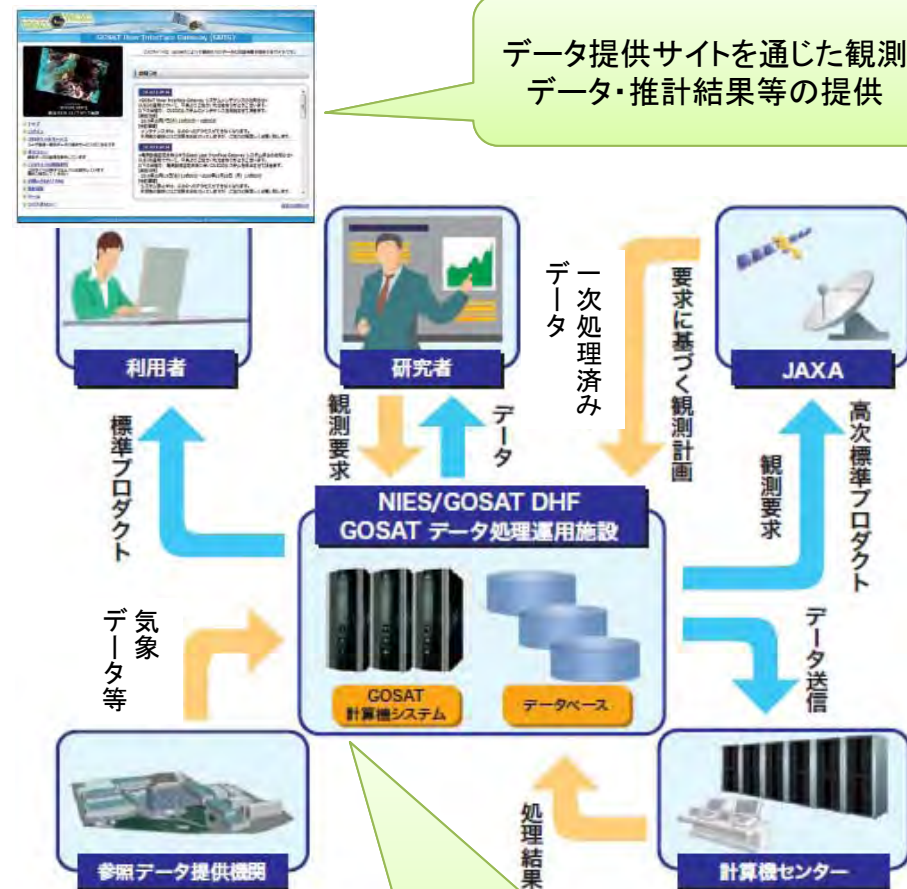 GOSAT User Interface Gateway (GUIG)
データ提供サイトを通じた観測
データ・推計結果等の提供
利用者
研究者
JAXA
一次処理済み
データ
要求に基づく観測計画
標準プロダクト
観測要求
データ
観測要求
高次標準プロダクト
NIES/GOSAT DHF
GOSAT データ処理運用施設
気象
データ等
GOSAT
計算機システム
データベース
データ送信
処理結果
参照データ提供機関
計算機センター